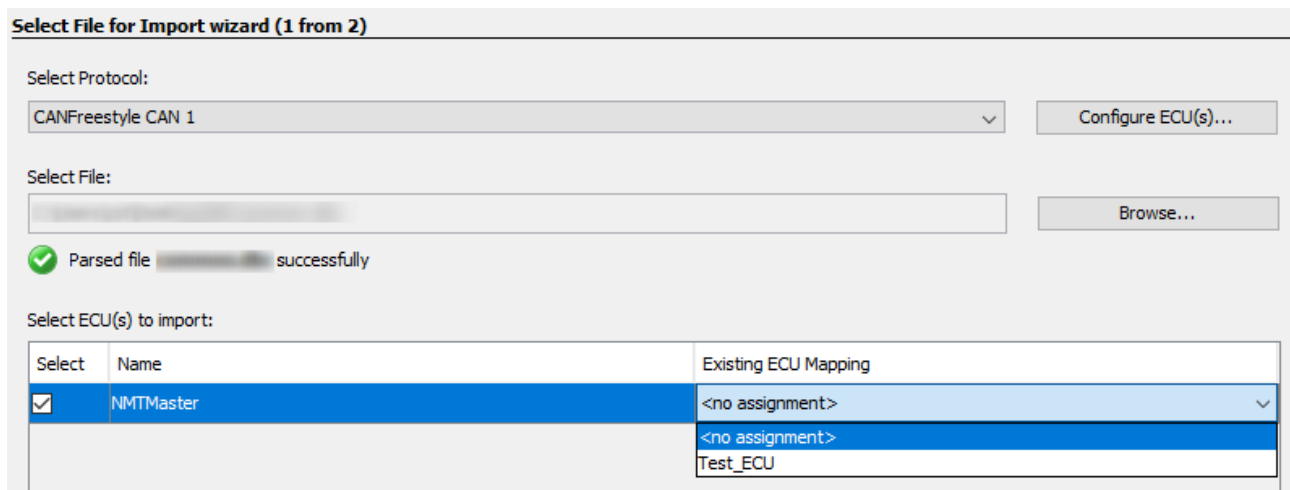 Select File for Import wizard (1 from 2)
Select Protocol:
CANFreestyle CAN 1
Configure ECU(s)...
Select File:
Browse...
Parsed file successfully
Select ECU(s) to import:
Select Name Existing ECU Mapping
NMTMaster <no assignment>
<no assignment>
Test_ECU